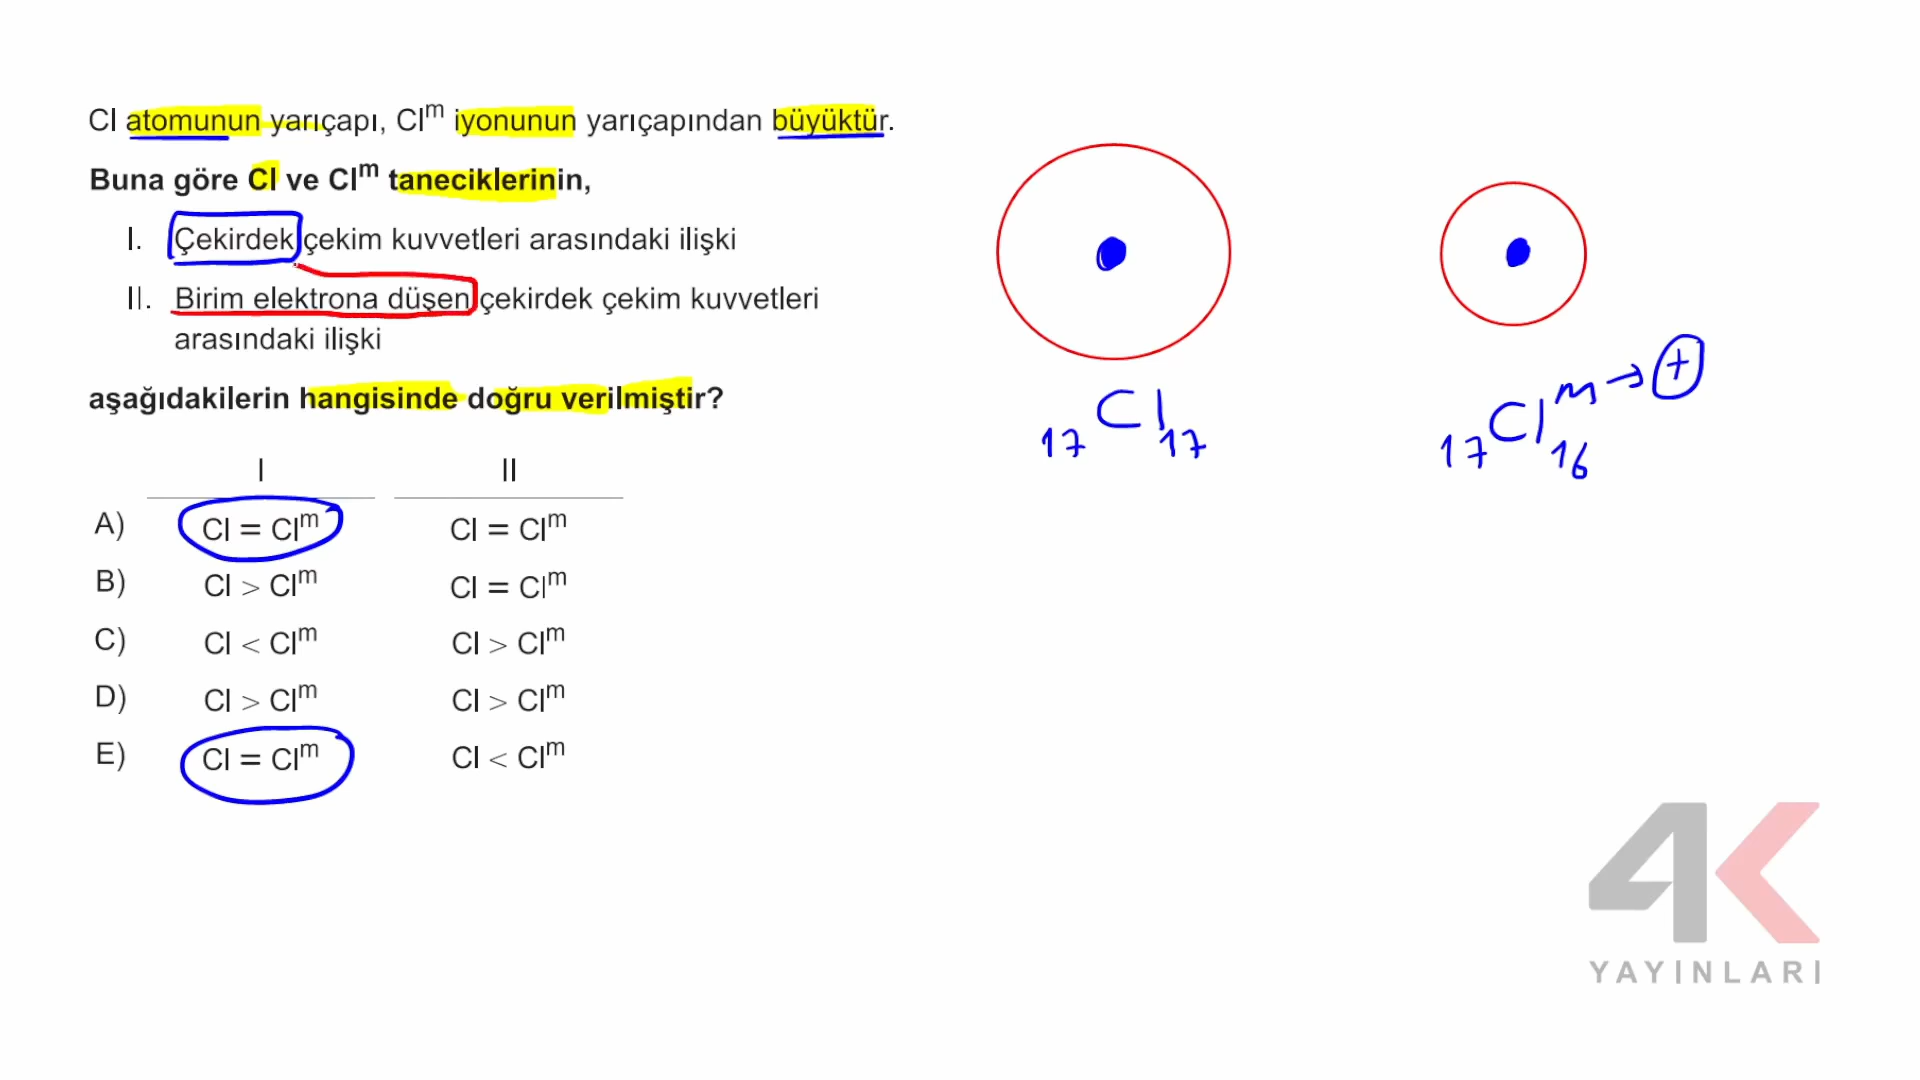 Cl atomunun yarıçapı, Clᵐ iyonunun yarıçapından büyüktür.
Buna göre Cl ve Clᵐ taneciklerinin,
I. Çekirdek çekim kuvvetleri arasındaki ilişki
II. Birim elektrona düşen çekirdek çekim kuvvetleri
arasındaki ilişki
aşağıdakilerin hangisinde doğru verilmiştir?
I II
A) Cl = Clᵐ Cl = Clᵐ
B) Cl > Clᵐ Cl = Clᵐ
C) Cl < Clᵐ Cl > Clᵐ
D) Cl > Clᵐ Cl > Clᵐ
E) Cl = Clᵐ Cl < Clᵐ
₁₇Cl₁₇
₁₇Cl₁₆ᵐ → +
4K
YAYINLARI